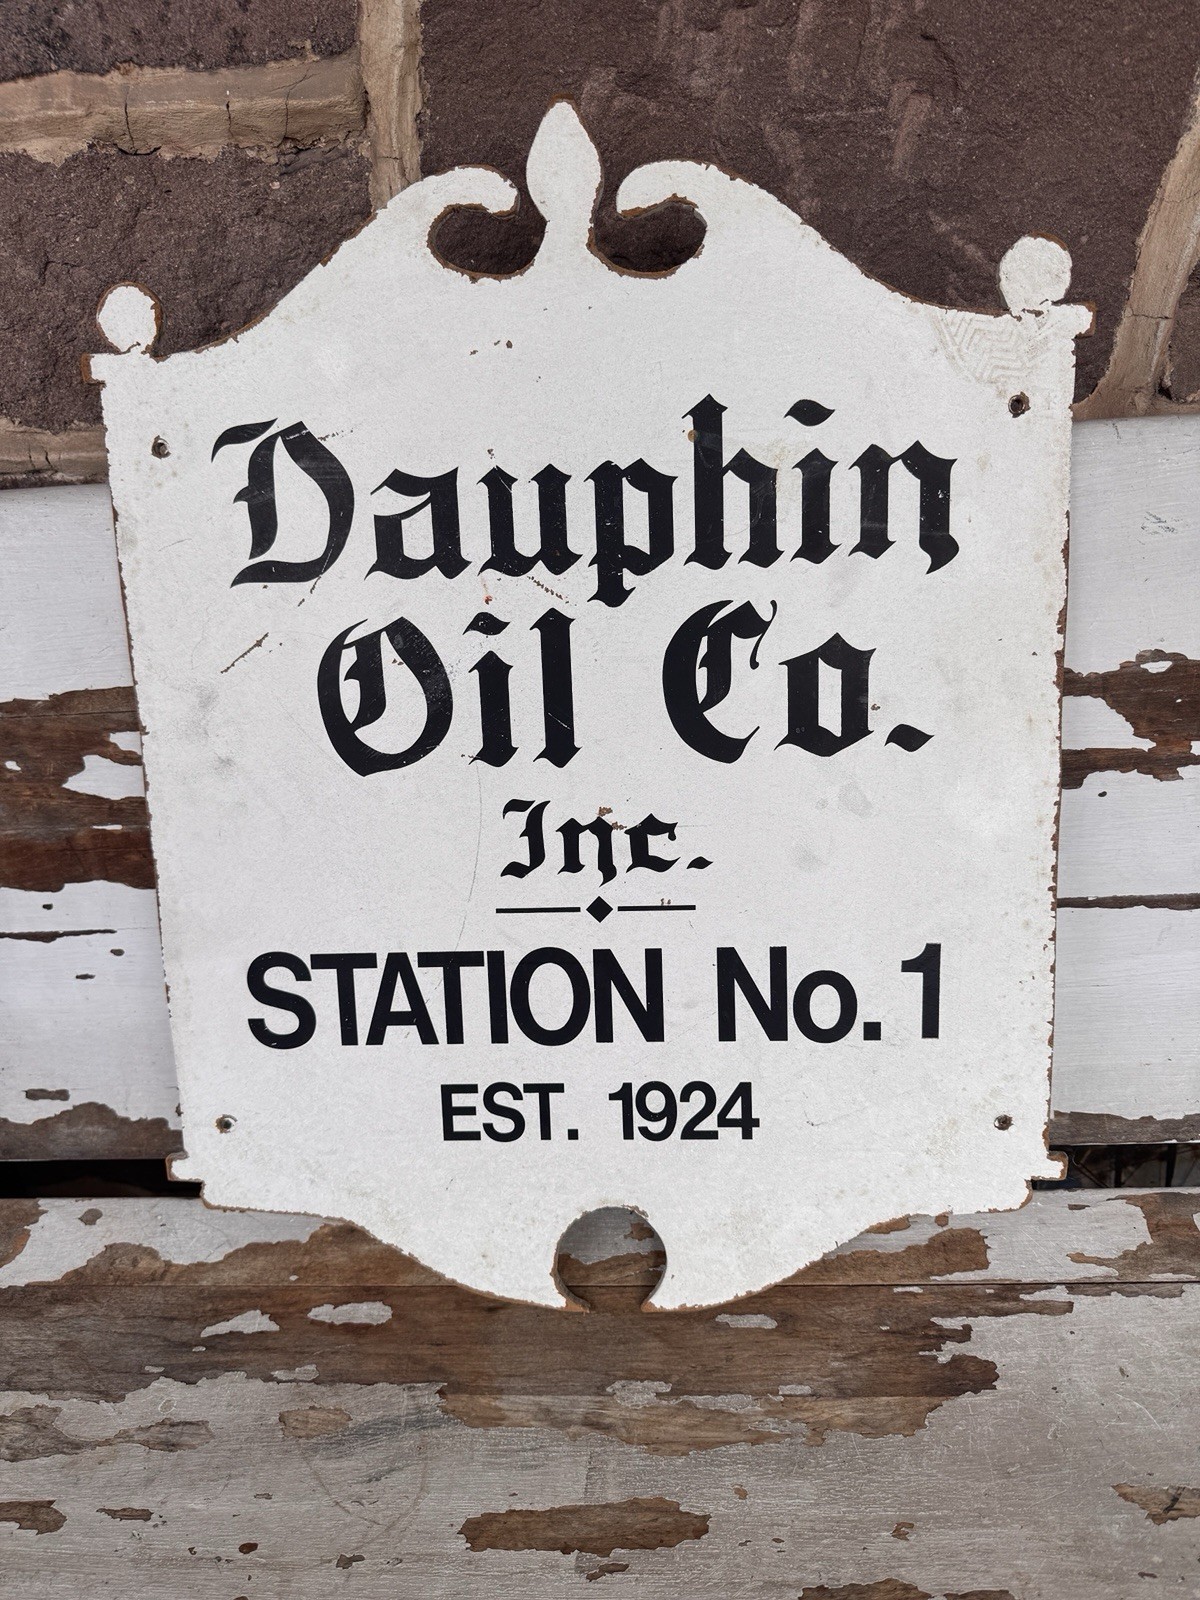 Dauphin
Oil Co.
Inc.
STATION No. 1
EST. 1924